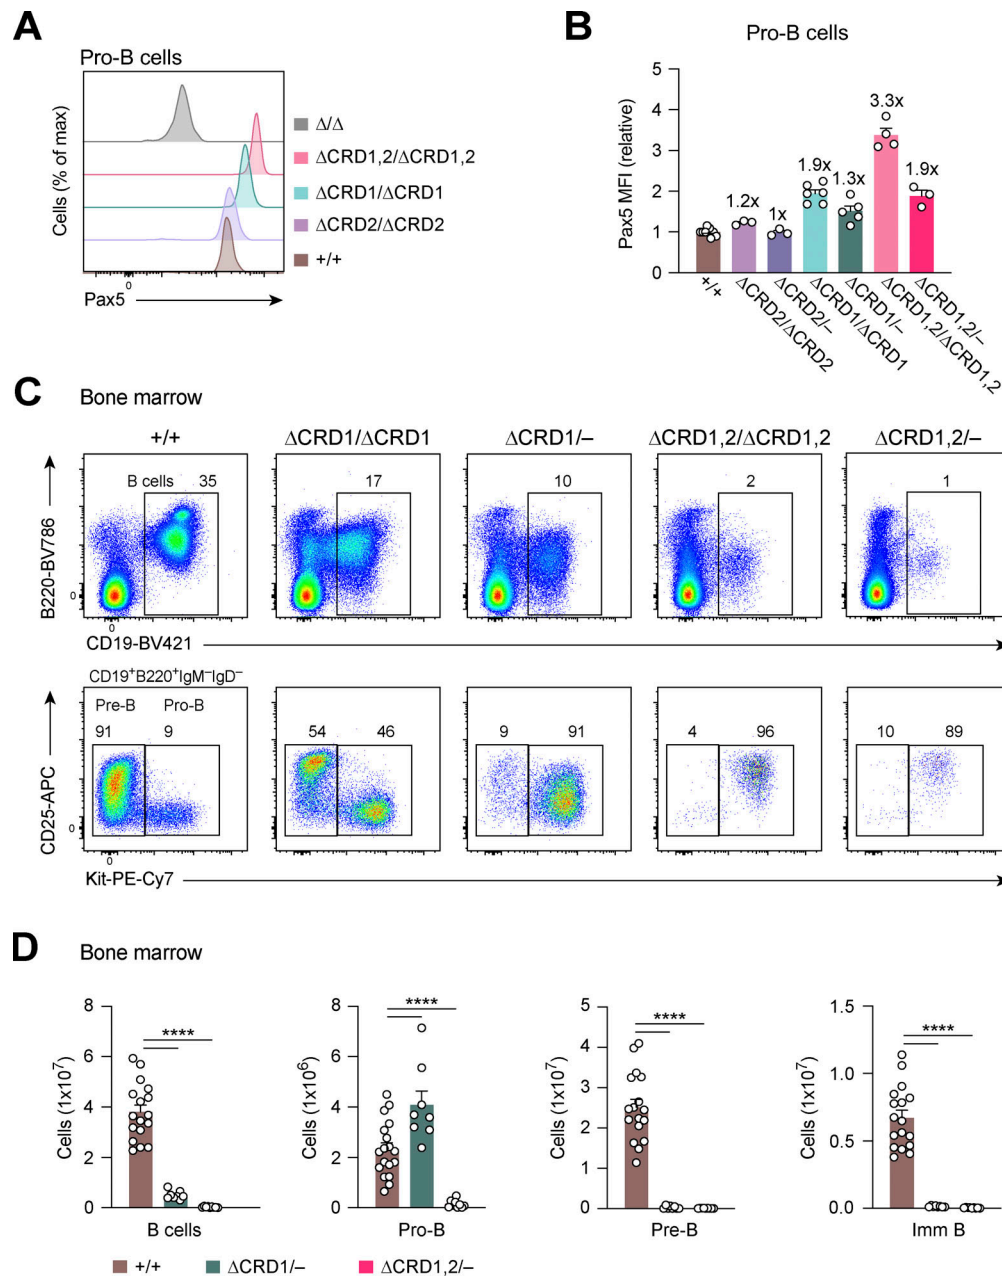 A
Pro-B cells
Cells (% of max)
Δ/Δ
ΔCRD1,2/ΔCRD1,2
ΔCRD1/ΔCRD1
ΔCRD2/ΔCRD2
+/+
0
Pax5
B
Pro-B cells
Pax5 MFI (relative)
5
4
3
2
1
0
1.2x
1x
1.9x
1.3x
3.3x
1.9x
+/+
ΔCRD2/ΔCRD2
ΔCRD2/–
ΔCRD1/ΔCRD1
ΔCRD1/–
ΔCRD1,2/ΔCRD1,2
ΔCRD1,2/–
C
Bone marrow
+/+ ΔCRD1/ΔCRD1 ΔCRD1/– ΔCRD1,2/ΔCRD1,2 ΔCRD1,2/–
B cells 35 17 10 2 1
B220-BV786
0
0
CD19-BV421
CD19+B220+IgM–IgD–
Pre-B Pro-B
91 9 54 46 9 91 4 96 10 89
CD25-APC
0
0
Kit-PE-Cy7
D
Bone marrow
Cells (1x10⁷)
8
6
4
2
0
****
B cells
Cells (1x10⁶)
8
6
4
2
0
****
Pro-B
Cells (1x10⁷)
5
4
3
2
1
0
****
Pre-B
Cells (1x10⁷)
1.5
1.0
0.5
0.0
****
Imm B
+/+ ΔCRD1/– ΔCRD1,2/–